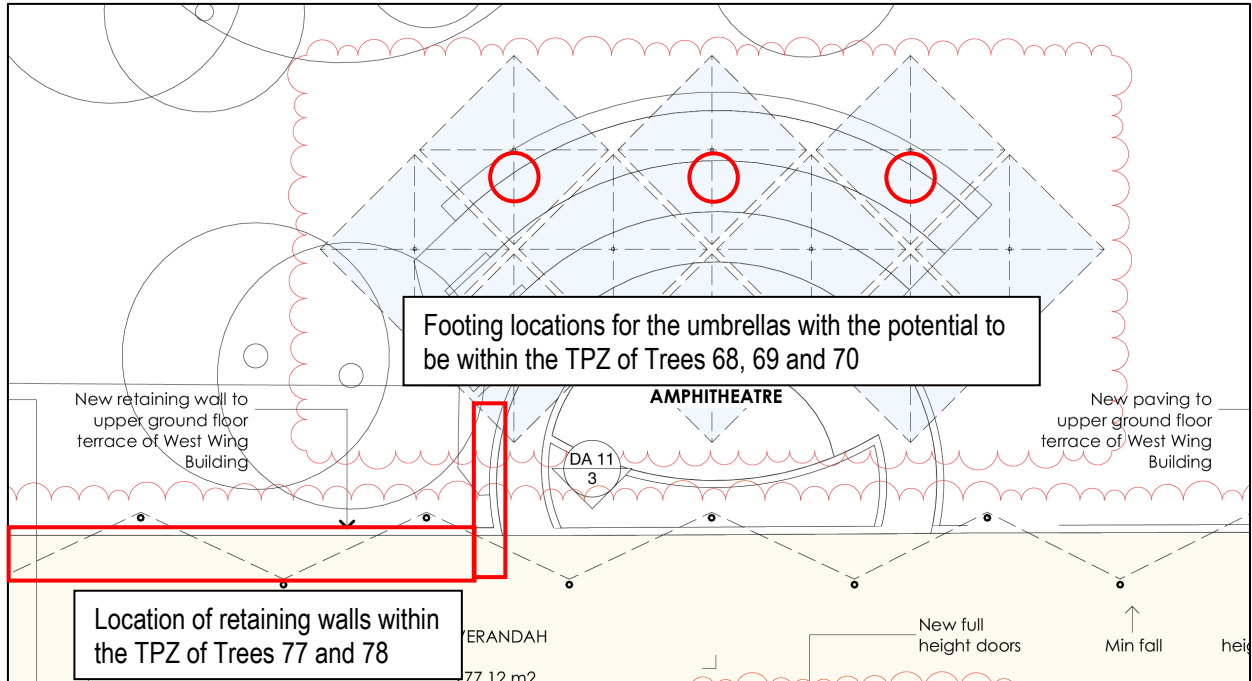 Footing locations for the umbrellas with the potential to
be within the TPZ of Trees 68, 69 and 70
AMPHITHEATRE
New retaining wall to
upper ground floor
terrace of West Wing
Building
New paving to
upper ground floor
terrace of West Wing
Building
DA 11
3
Location of retaining walls within
the TPZ of Trees 77 and 78
VERANDAH
77.12 m2
New full
height doors
Min fall